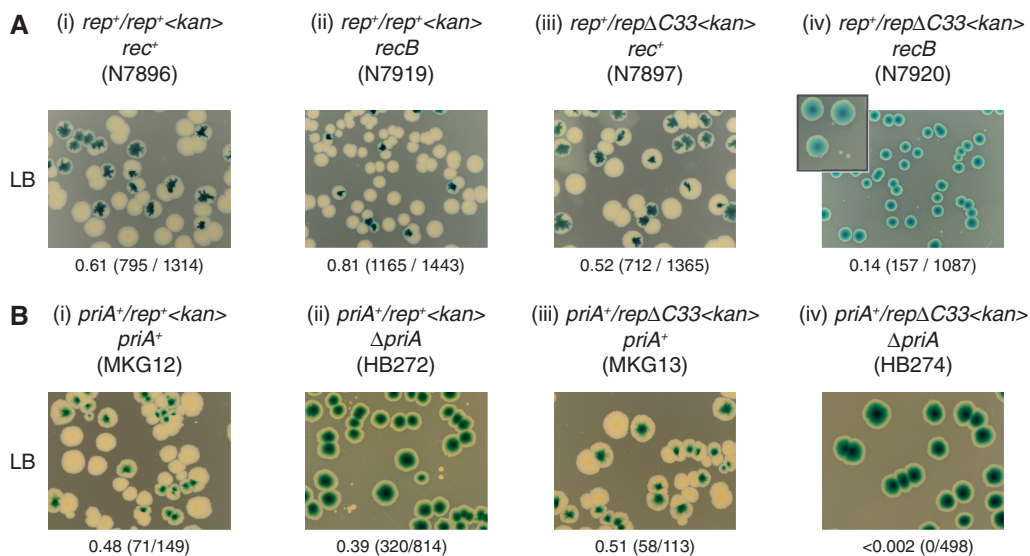 A
(i) rep⁺/rep⁺<kan>
rec⁺
(N7896)
(ii) rep⁺/rep⁺<kan>
recB
(N7919)
(iii) rep⁺/repΔC33<kan>
rec⁺
(N7897)
(iv) rep⁺/repΔC33<kan>
recB
(N7920)
LB
0.61 (795 / 1314)
0.81 (1165 / 1443)
0.52 (712 / 1365)
0.14 (157 / 1087)
B
(i) priA⁺/rep⁺<kan>
priA⁺
(MKG12)
(ii) priA⁺/rep⁺<kan>
ΔpriA
(HB272)
(iii) priA⁺/repΔC33<kan>
priA⁺
(MKG13)
(iv) priA⁺/repΔC33<kan>
ΔpriA
(HB274)
LB
0.48 (71/149)
0.39 (320/814)
0.51 (58/113)
<0.002 (0/498)